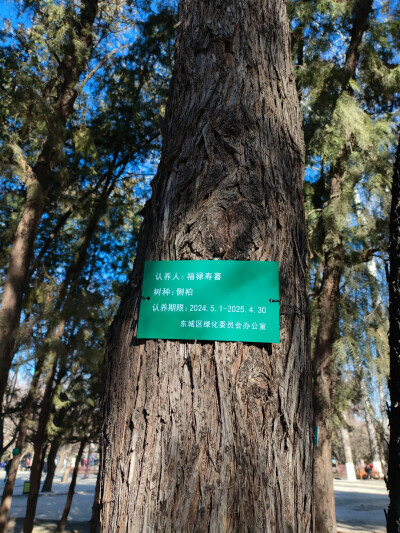 认养人：福禄寿喜
树种：侧柏
认养期限：2024.5.1-2025.4.30
东城区绿化委员会办公室